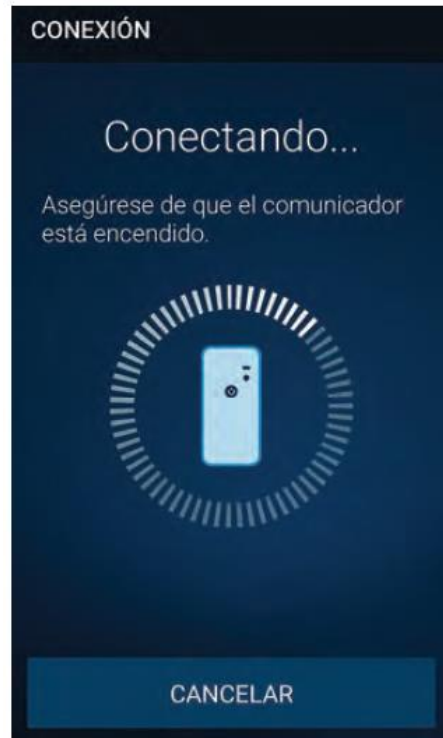 CONEXIÓN
Conectando...
Asegúrese de que el comunicador
está encendido.
CANCELAR